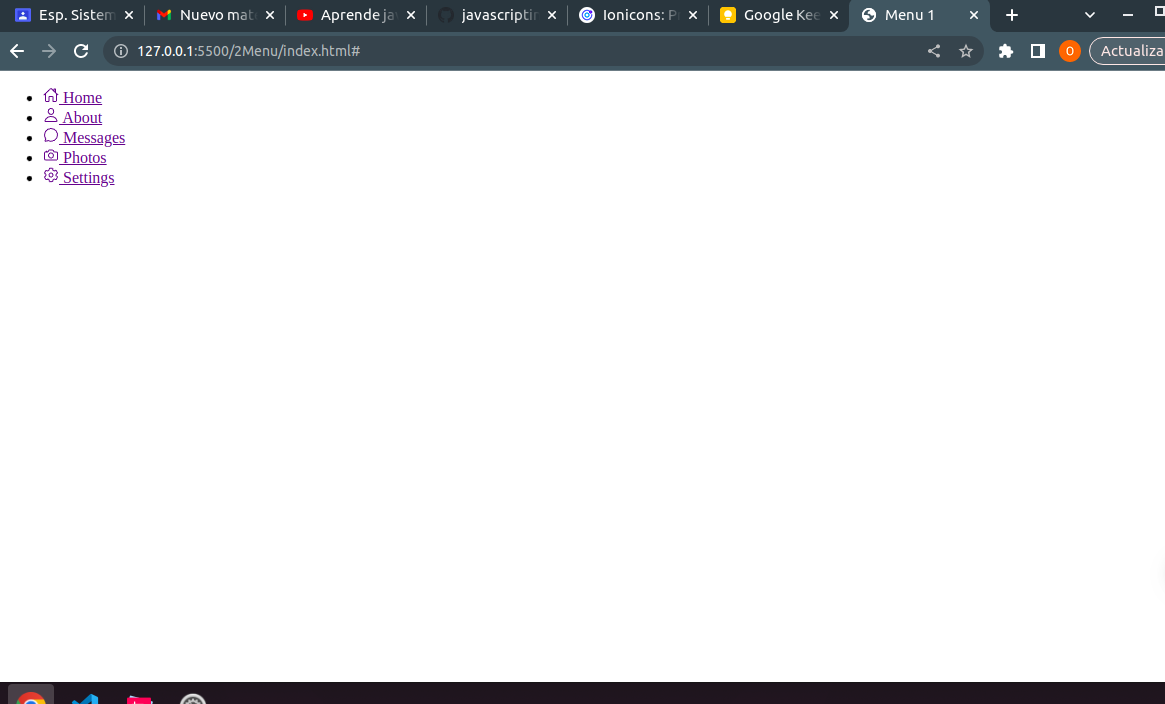 Esp. Sistem
Nuevo mat
Aprende ja
javascriptin
Ionicons: P
Google Kee
Menu 1
127.0.0.1:5500/2Menu/index.html#
O
Actualiza
Home
About
Messages
Photos
Settings